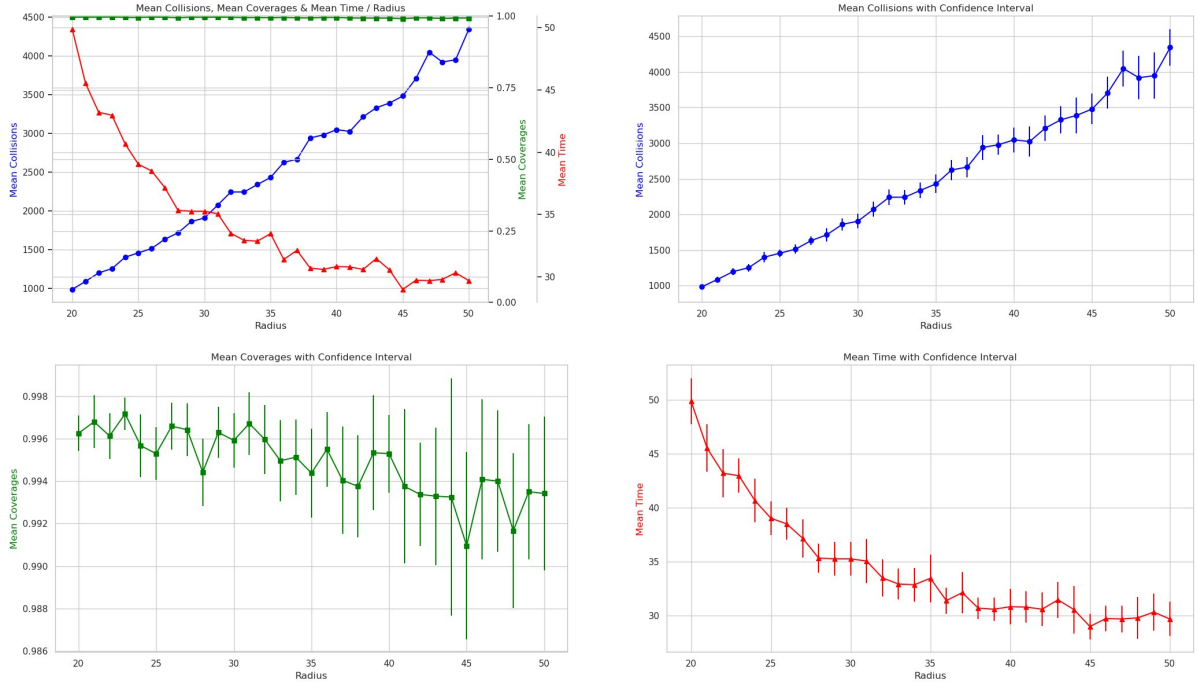 Mean Collisions, Mean Coverages & Mean Time / Radius
4500
4000
3500
3000
2500
2000
1500
1000
Mean Collisions
1.00
0.75
0.50
0.25
0.00
Mean Coverages
50
45
40
35
30
Mean Time
20 25 30 35 40 45 50
Radius
Mean Collisions with Confidence Interval
4500
4000
3500
3000
2500
2000
1500
1000
Mean Collisions
20 25 30 35 40 45 50
Radius
Mean Coverages with Confidence Interval
0.998
0.996
0.994
0.992
0.990
0.988
0.986
Mean Coverages
20 25 30 35 40 45 50
Radius
Mean Time with Confidence Interval
50
45
40
35
30
Mean Time
20 25 30 35 40 45 50
Radius